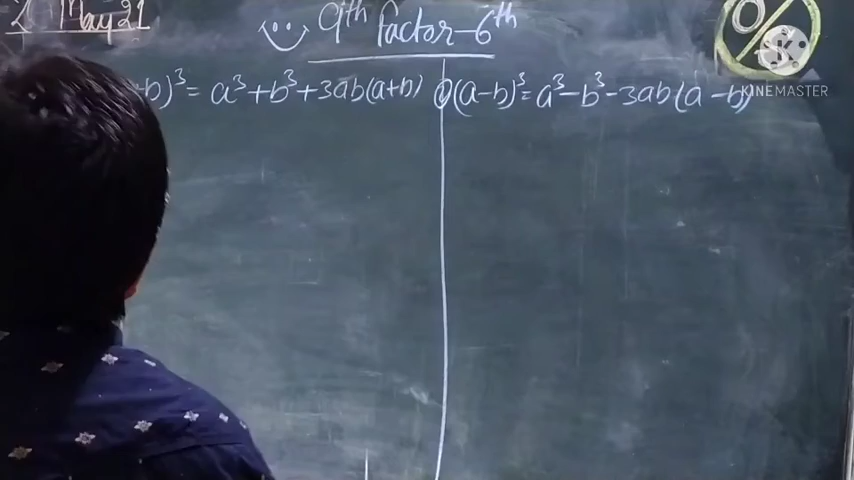 2 May 21
9th Factor-6th
+b)³ = a³+b³+3ab(a+b)
(a-b)³= a³-b³-3ab(a-b)
%
KINEMASTER